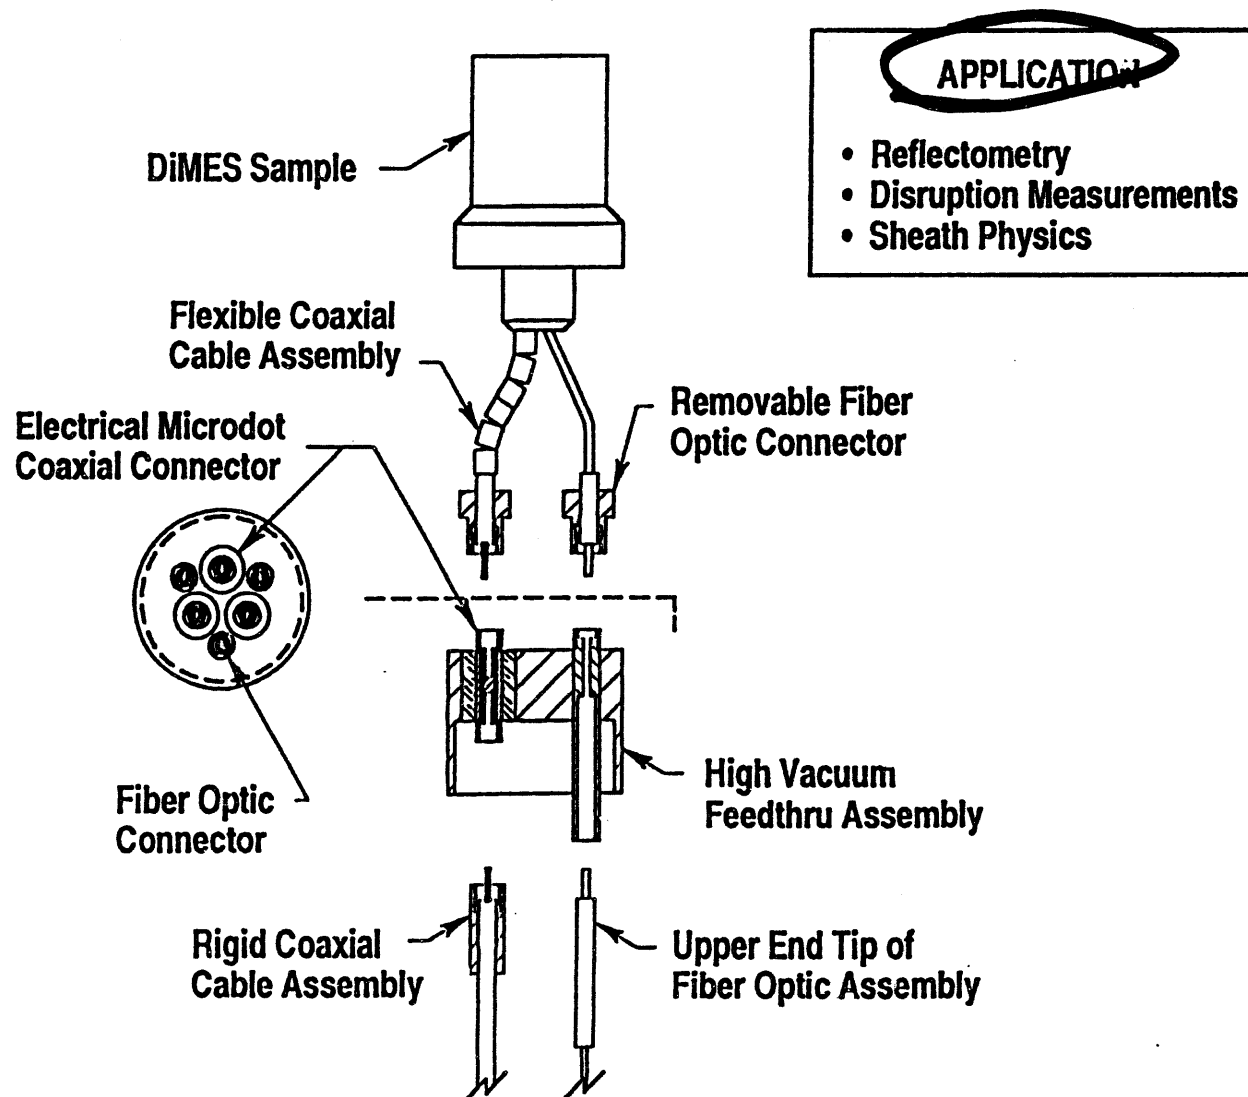 APPLICATION
• Reflectometry
• Disruption Measurements
• Sheath Physics
DiMES Sample
Flexible Coaxial
Cable Assembly
Removable Fiber
Optic Connector
Electrical Microdot
Coaxial Connector
Fiber Optic
Connector
High Vacuum
Feedthru Assembly
Rigid Coaxial
Cable Assembly
Upper End Tip of
Fiber Optic Assembly